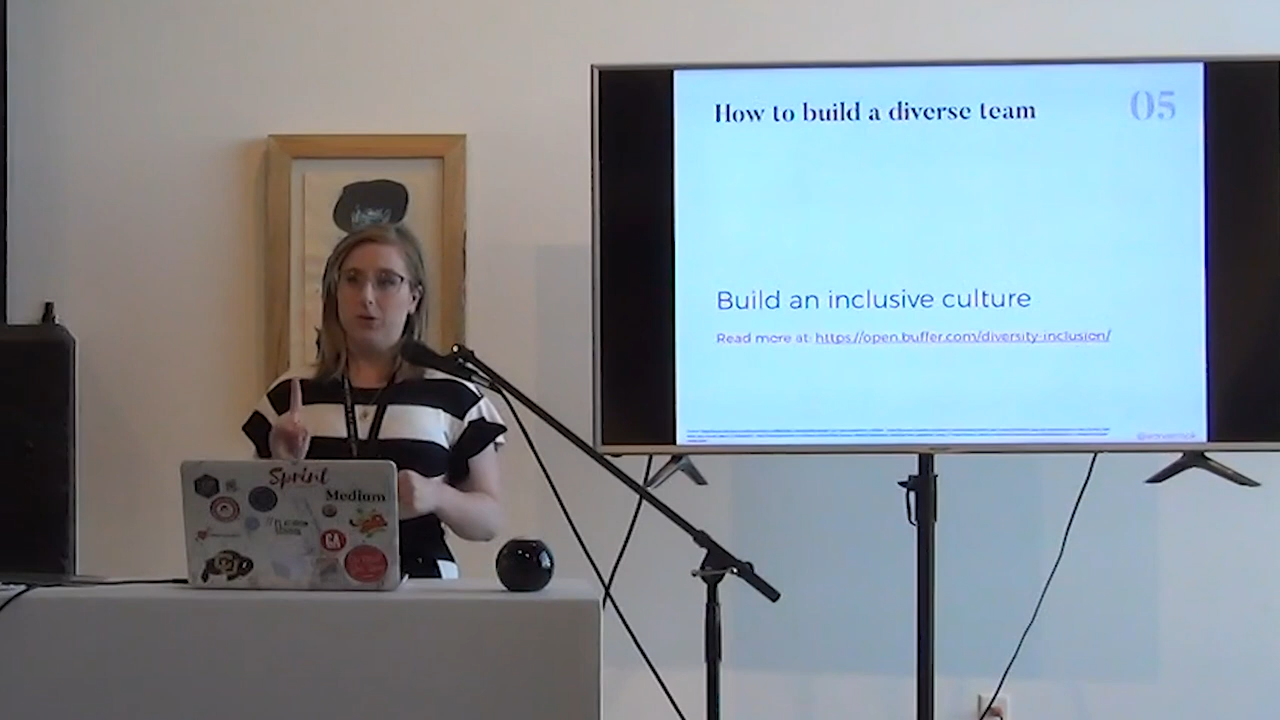 How to build a diverse team
05
Build an inclusive culture
Read more at: https://open.buffer.com/diversity-inclusion/
Sprint
Medium
GA